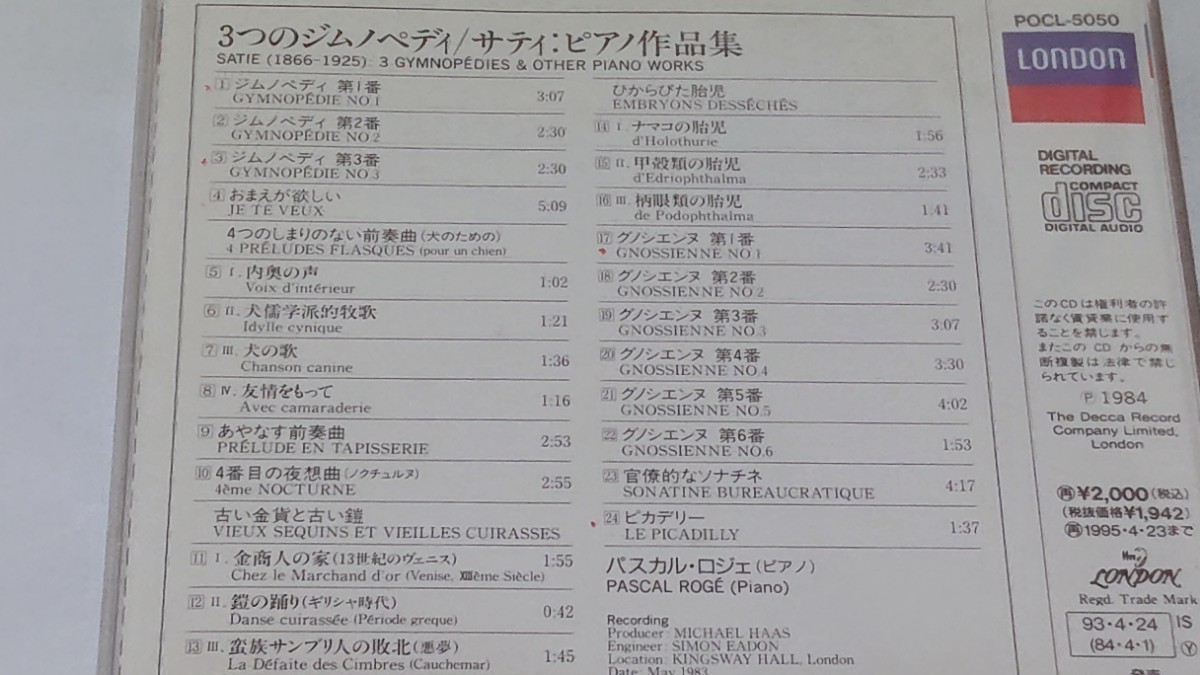 3つのジムノペディ/サティ:ピアノ作品集
SATIE (1866-1925): 3 GYMNOPÉDIES & OTHER PIANO WORKS
1 ジムノペディ 第1番
GYMNOPÉDIE NO.1 3:07
2 ジムノペディ 第2番
GYMNOPÉDIE NO.2 2:30
3 ジムノペディ 第3番
GYMNOPÉDIE NO.3 2:30
4 おまえが欲しい
JE TE VEUX 5:09
4つのしまりのない前奏曲(犬のための)
4 PRÉLUDES FLASQUES (pour un chien)
5 I. 内奥の声
Voix d'intérieur 1:02
6 II. 犬儒学派的牧歌
Idylle cynique 1:21
7 III. 犬の歌
Chanson canine 1:36
8 IV. 友情をもって
Avec camaraderie 1:16
9 あやなす前奏曲
PRÉLUDE EN TAPISSERIE 2:53
10 4番目の夜想曲(ノクチュルヌ)
4ème NOCTURNE 2:55
古い金貨と古い鎧
VIEUX SEQUINS ET VIEILLES CUIRASSES
11 I. 金商人の家(13世紀のヴェニス)
Chez le Marchand d'or (Venise, XIIIème Siècle) 1:55
12 II. 鎧の踊り(ギリシャ時代)
Danse cuirassée (Période greque) 0:42
13 III. 蛮族サンブリ人の敗北(悪夢)
La Défaite des Cimbres (Cauchemar) 1:45
ひからびた胎児
EMBRYONS DESSÉCHÉS
14 I. ナマコの胎児
d'Holothurie 1:56
15 II. 甲殻類の胎児
d'Edriophthalma 2:33
16 III. 柄眼類の胎児
de Podophthalma 1:41
17 グノシエンヌ 第1番
GNOSSIENNE NO.1 3:41
18 グノシエンヌ 第2番
GNOSSIENNE NO.2 2:30
19 グノシエンヌ 第3番
GNOSSIENNE NO.3 3:07
20 グノシエンヌ 第4番
GNOSSIENNE NO.4 3:30
21 グノシエンヌ 第5番
GNOSSIENNE NO.5 4:02
22 グノシエンヌ 第6番
GNOSSIENNE NO.6 1:53
23 官僚的なソナチネ
SONATINE BUREAUCRATIQUE 4:17
24 ピカデリー
LE PICADILLY 1:37
パスカル・ロジェ(ピアノ)
PASCAL ROGÉ (Piano)
Recording
Producer: MICHAEL HAAS
Engineer: SIMON EADON
Location: KINGSWAY HALL, London
Date: May 1983
POCL-5050
LONDON
DIGITAL
RECORDING
COMPACT
disc
DIGITAL AUDIO
このCDは権利者の許
諾なく賃貸業に使用す
ることを禁じます。
またこの CD からの無
断複製は法律で禁じ
られています。
Ⓟ 1984
The Decca Record
Company Limited,
London
再¥2,000(税込)
(税抜価格¥1,942)
再1995・4・23まで
LONDON
Regd. Trade Mark
93・4・24
(84・4・1)
IS
Ⓨ
発売